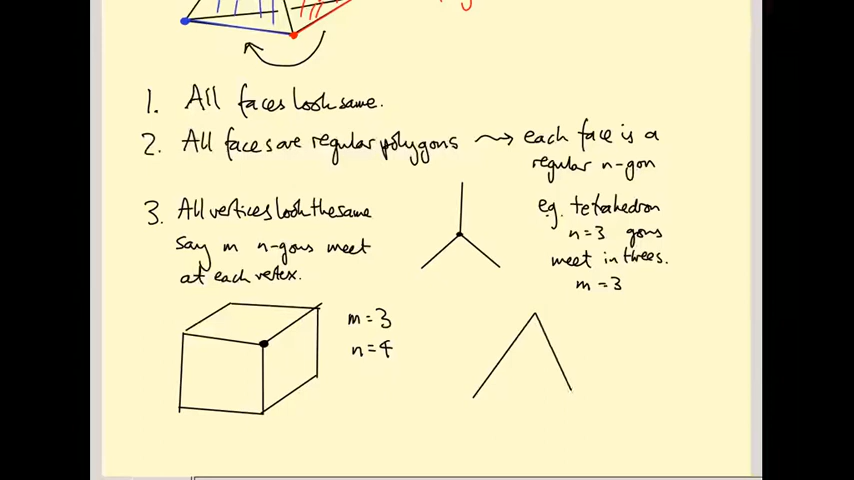 1. All faces look same.
2. All faces are regular polygons ⟿ each face is a
regular n-gon
3. All vertices look the same
say m n-gons meet
at each vertex.
e.g. tetrahedron
n=3 gons
meet in threes.
m=3
m=3
n=4